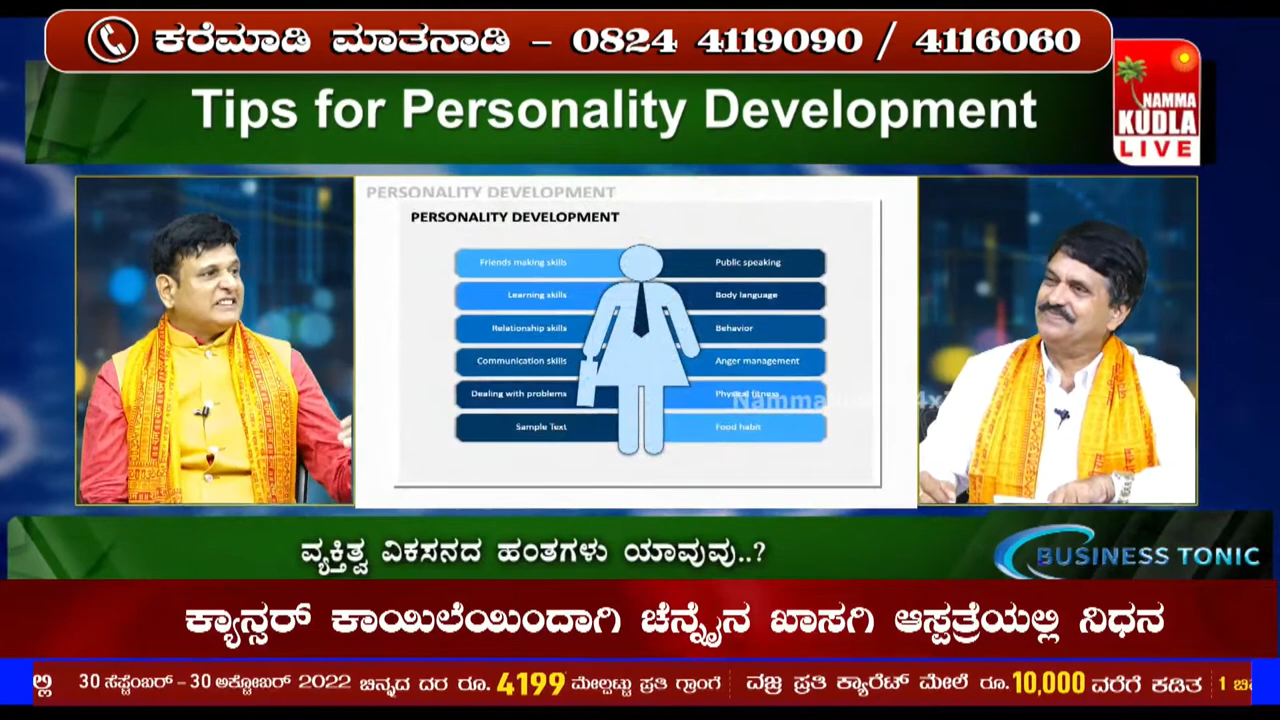 ಕರೆಮಾಡಿ ಮಾತನಾಡಿ – 0824 4119090 / 4116060
Tips for Personality Development
NAMMA
KUDLA
LIVE
PERSONALITY DEVELOPMENT
PERSONALITY DEVELOPMENT
Friends making skills
Public speaking
Learning skills
Body language
Relationship skills
Behavior
Communication skills
Anger management
Dealing with problems
Physical fitness
Sample Text
Food habit
ವ್ಯಕ್ತಿತ್ವ ವಿಕಸನದ ಹಂತಗಳು ಯಾವುವು..?
BUSINESS TONIC
ಕ್ಯಾನ್ಸರ್ ಕಾಯಿಲೆಯಿಂದಾಗಿ ಚೆನ್ನೈನ ಖಾಸಗಿ ಆಸ್ಪತ್ರೆಯಲ್ಲಿ ನಿಧನ
ಲ್ಲಿ 30 ಸೆಪ್ಟೆಂಬರ್ – 30 ಅಕ್ಟೋಬರ್ 2022 ಚಿನ್ನದ ದರ ರೂ. 4199 ಮೇಲ್ಪಟ್ಟು ಪ್ರತಿ ಗ್ರಾಂಗೆ | ವಜ್ರ ಪ್ರತಿ ಕ್ಯಾರೆಟ್ ಮೇಲೆ ರೂ.10,000 ವರೆಗೆ ಕಡಿತ | 1